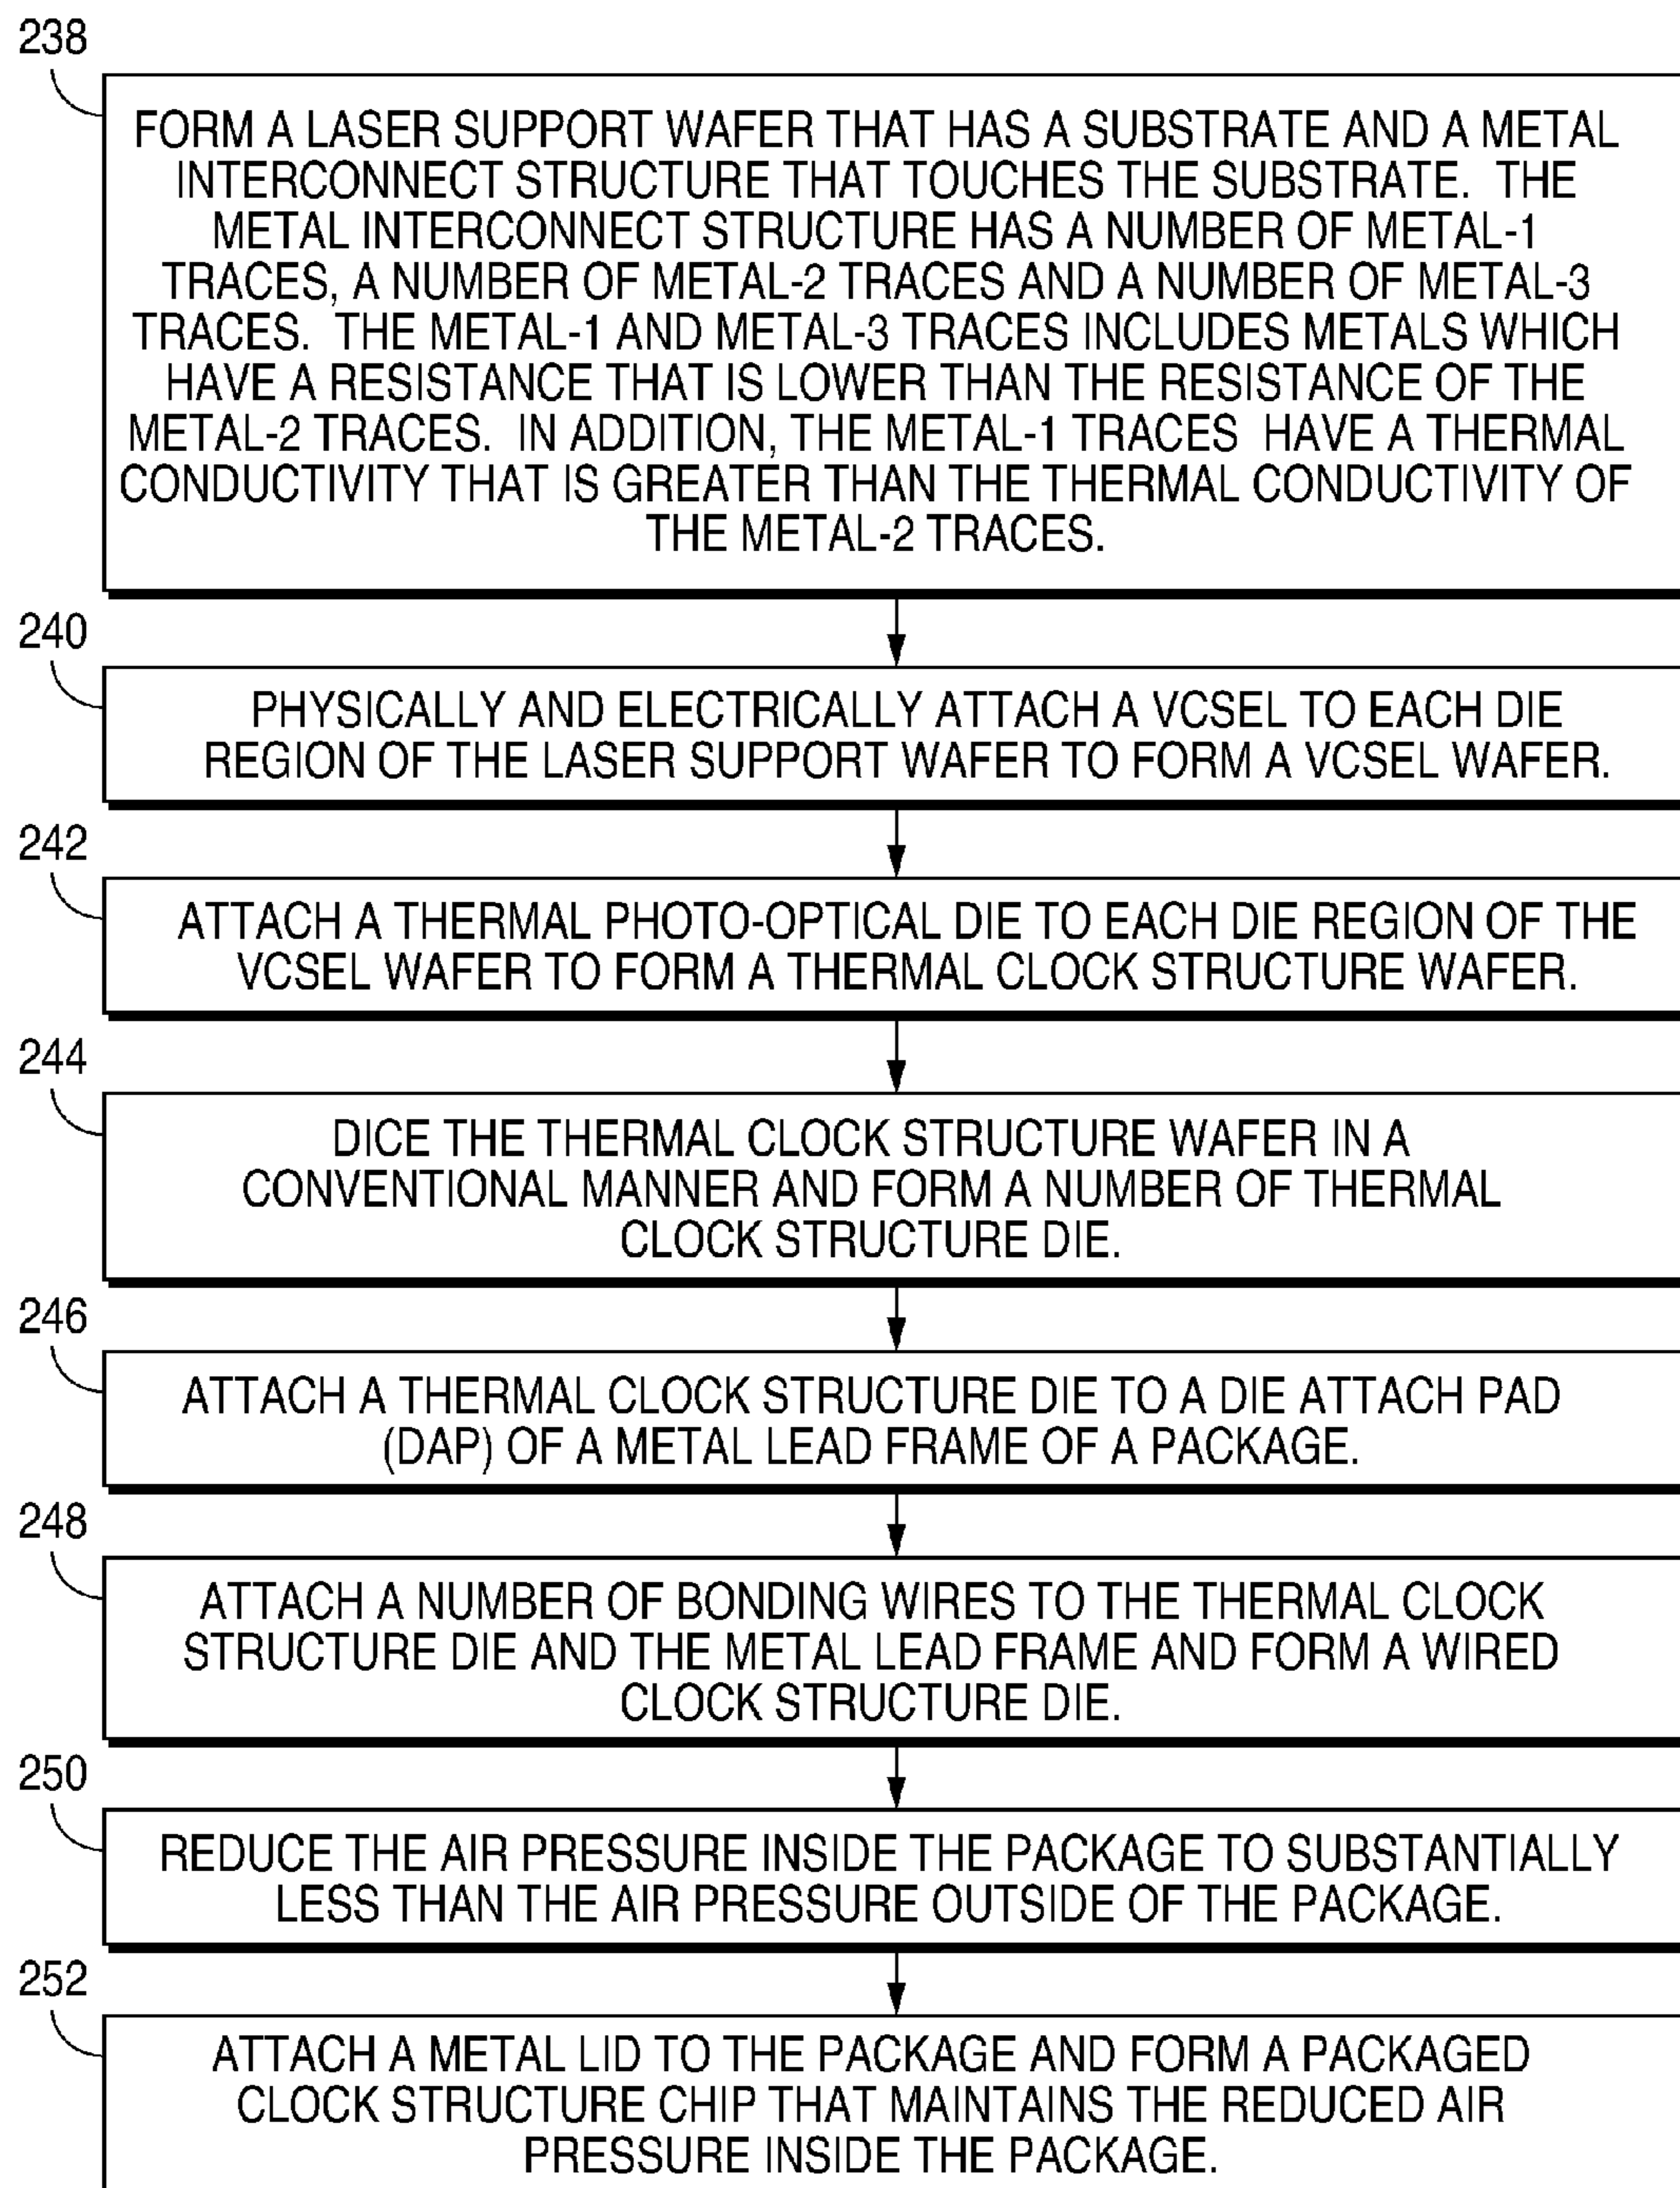 238
FORM A LASER SUPPORT WAFER THAT HAS A SUBSTRATE AND A METAL
INTERCONNECT STRUCTURE THAT TOUCHES THE SUBSTRATE. THE
METAL INTERCONNECT STRUCTURE HAS A NUMBER OF METAL-1
TRACES, A NUMBER OF METAL-2 TRACES AND A NUMBER OF METAL-3
TRACES. THE METAL-1 AND METAL-3 TRACES INCLUDES METALS WHICH
HAVE A RESISTANCE THAT IS LOWER THAN THE RESISTANCE OF THE
METAL-2 TRACES. IN ADDITION, THE METAL-1 TRACES HAVE A THERMAL
CONDUCTIVITY THAT IS GREATER THAN THE THERMAL CONDUCTIVITY OF
THE METAL-2 TRACES.
240
PHYSICALLY AND ELECTRICALLY ATTACH A VCSEL TO EACH DIE
REGION OF THE LASER SUPPORT WAFER TO FORM A VCSEL WAFER.
242
ATTACH A THERMAL PHOTO-OPTICAL DIE TO EACH DIE REGION OF THE
VCSEL WAFER TO FORM A THERMAL CLOCK STRUCTURE WAFER.
244
DICE THE THERMAL CLOCK STRUCTURE WAFER IN A
CONVENTIONAL MANNER AND FORM A NUMBER OF THERMAL
CLOCK STRUCTURE DIE.
246
ATTACH A THERMAL CLOCK STRUCTURE DIE TO A DIE ATTACH PAD
(DAP) OF A METAL LEAD FRAME OF A PACKAGE.
248
ATTACH A NUMBER OF BONDING WIRES TO THE THERMAL CLOCK
STRUCTURE DIE AND THE METAL LEAD FRAME AND FORM A WIRED
CLOCK STRUCTURE DIE.
250
REDUCE THE AIR PRESSURE INSIDE THE PACKAGE TO SUBSTANTIALLY
LESS THAN THE AIR PRESSURE OUTSIDE OF THE PACKAGE.
252
ATTACH A METAL LID TO THE PACKAGE AND FORM A PACKAGED
CLOCK STRUCTURE CHIP THAT MAINTAINS THE REDUCED AIR
PRESSURE INSIDE THE PACKAGE.